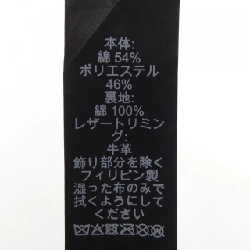 本体:
綿 54%
ポリエステル
46%
裏地:
綿 100%
レザートリミン
グ:
牛革
飾り部分を除く
フィリピン製
湿った布のみで
拭くようにして
ください